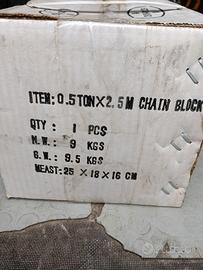 ITEM: 0.5TON×2.5M CHAIN BLOCK
QTY : 1 PCS
N.W.: 9 KGS
G.W.: 9.5 KGS
MEAST: 25 × 18 × 16 CM
subito